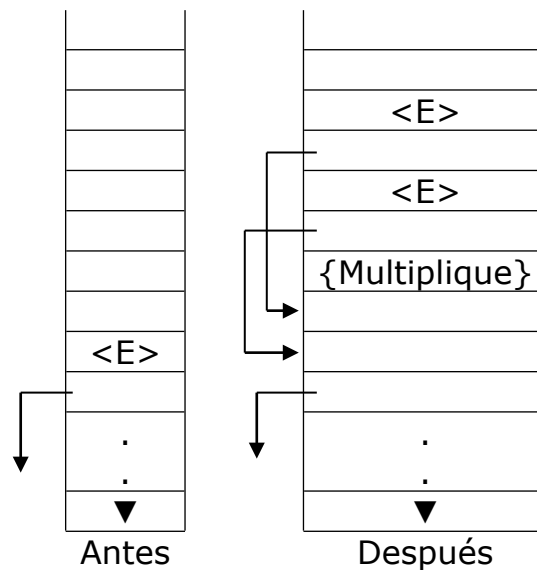 <E>
<E>
{Multiplique}
<E>
.
.
.
.
Antes
Después